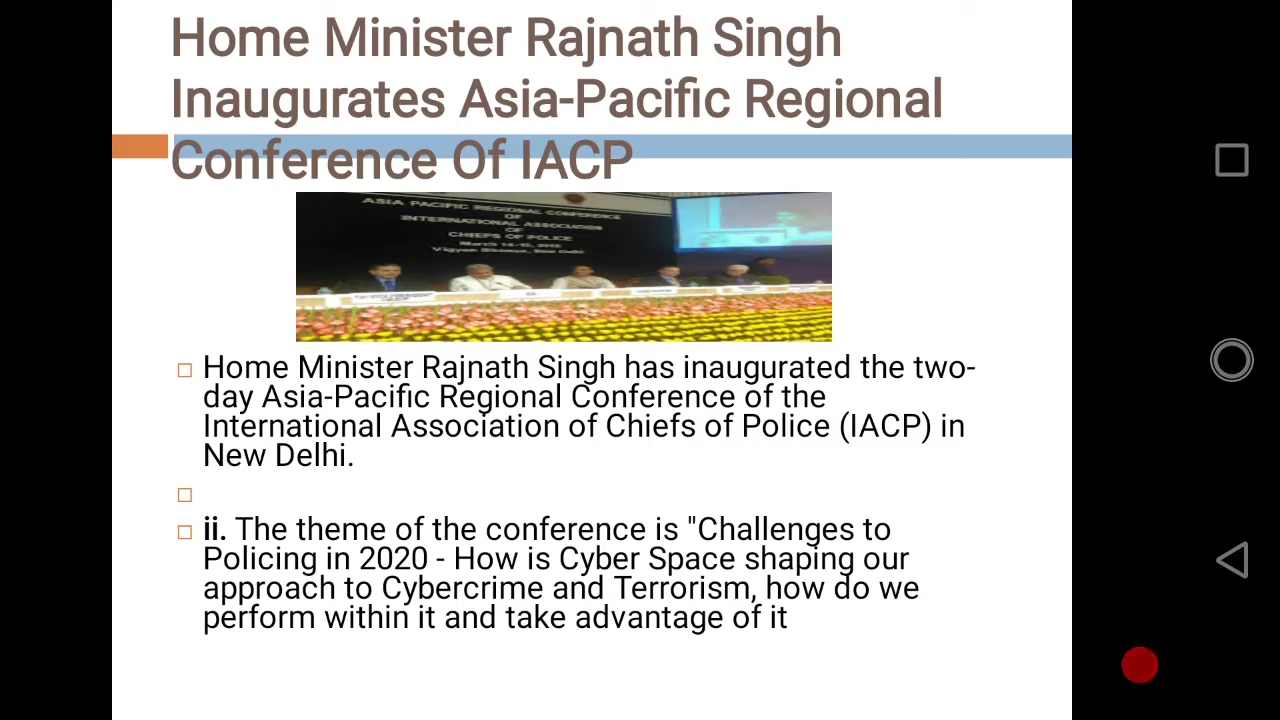 Home Minister Rajnath Singh
Inaugurates Asia-Pacific Regional
Conference Of IACP
ASIA PACIFIC REGIONAL CONFERENCE
OF
INTERNATIONAL ASSOCIATION
OF
CHIEFS OF POLICE
Vigyan Bhawan, New Delhi
Home Minister Rajnath Singh has inaugurated the two-
day Asia-Pacific Regional Conference of the
International Association of Chiefs of Police (IACP) in
New Delhi.
ii. The theme of the conference is "Challenges to
Policing in 2020 - How is Cyber Space shaping our
approach to Cybercrime and Terrorism, how do we
perform within it and take advantage of it